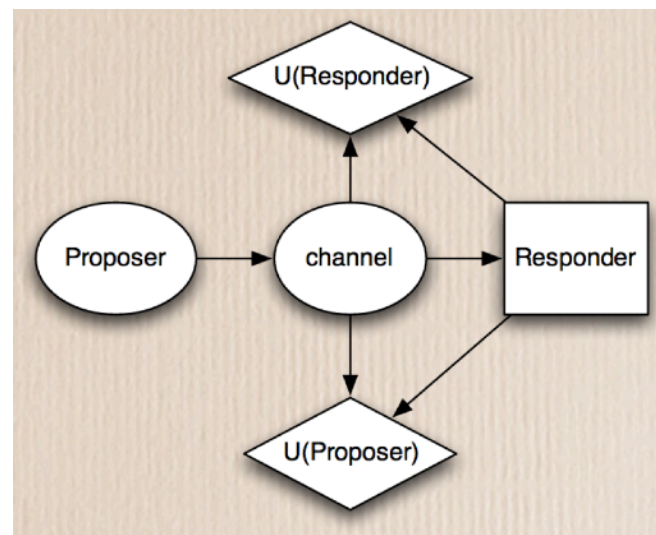 U(Responder)
Proposer
channel
Responder
U(Proposer)